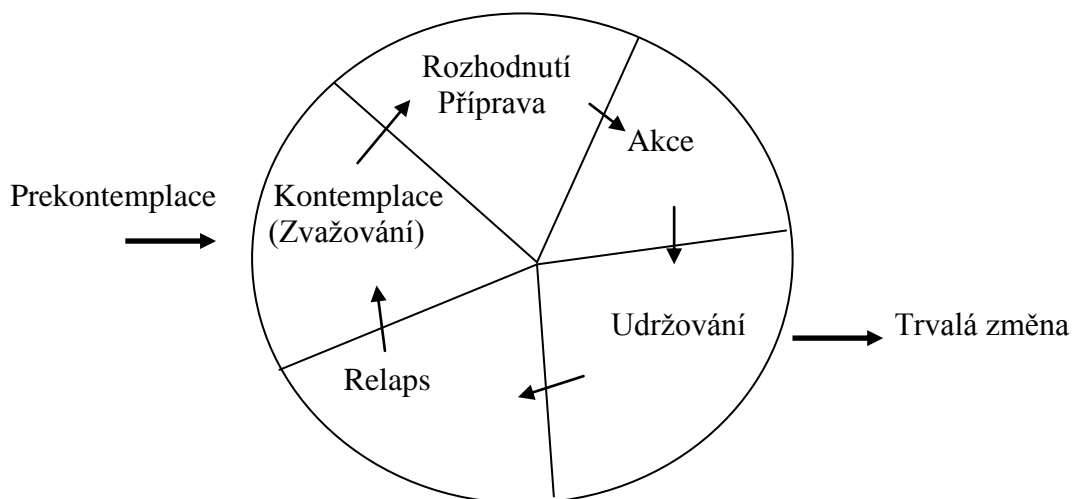 Rozhodnutí
Příprava
Akce
Prekontemplace
Kontemplace
(Zvažování)
Udržování
Trvalá změna
Relaps